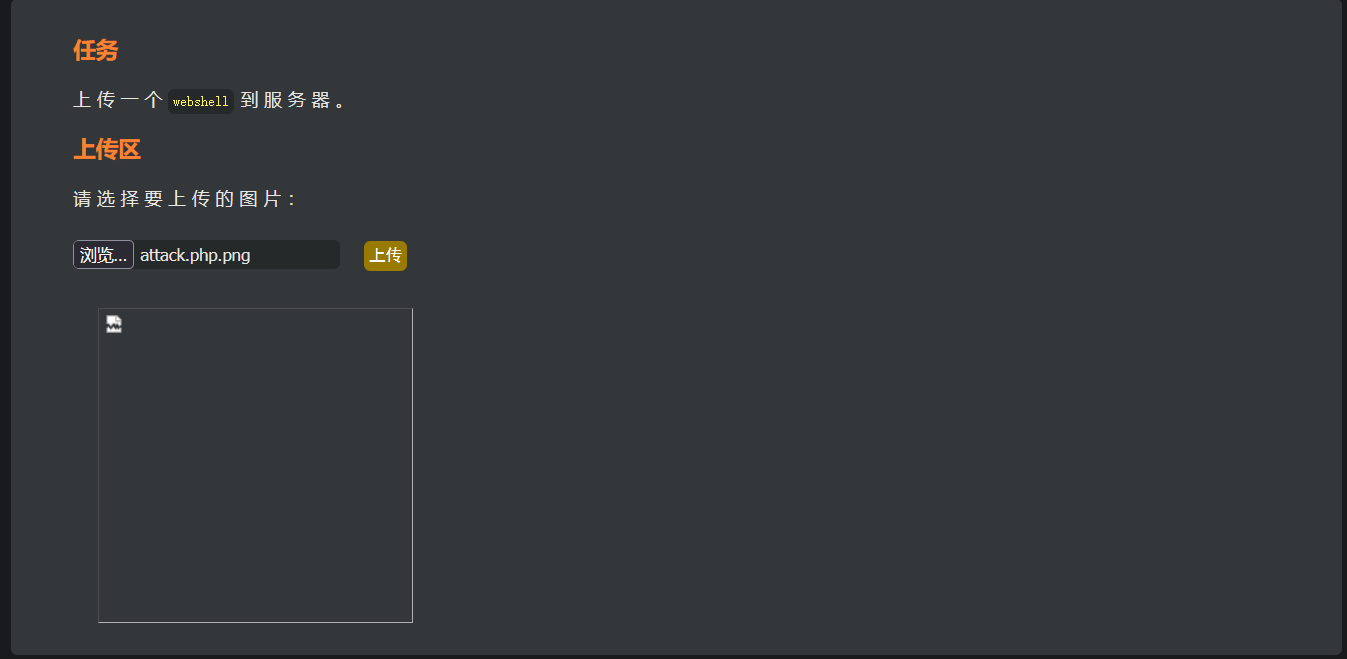 任务
上传一个 webshell 到服务器。
上传区
请选择要上传的图片：
浏览... attack.php.png 上传